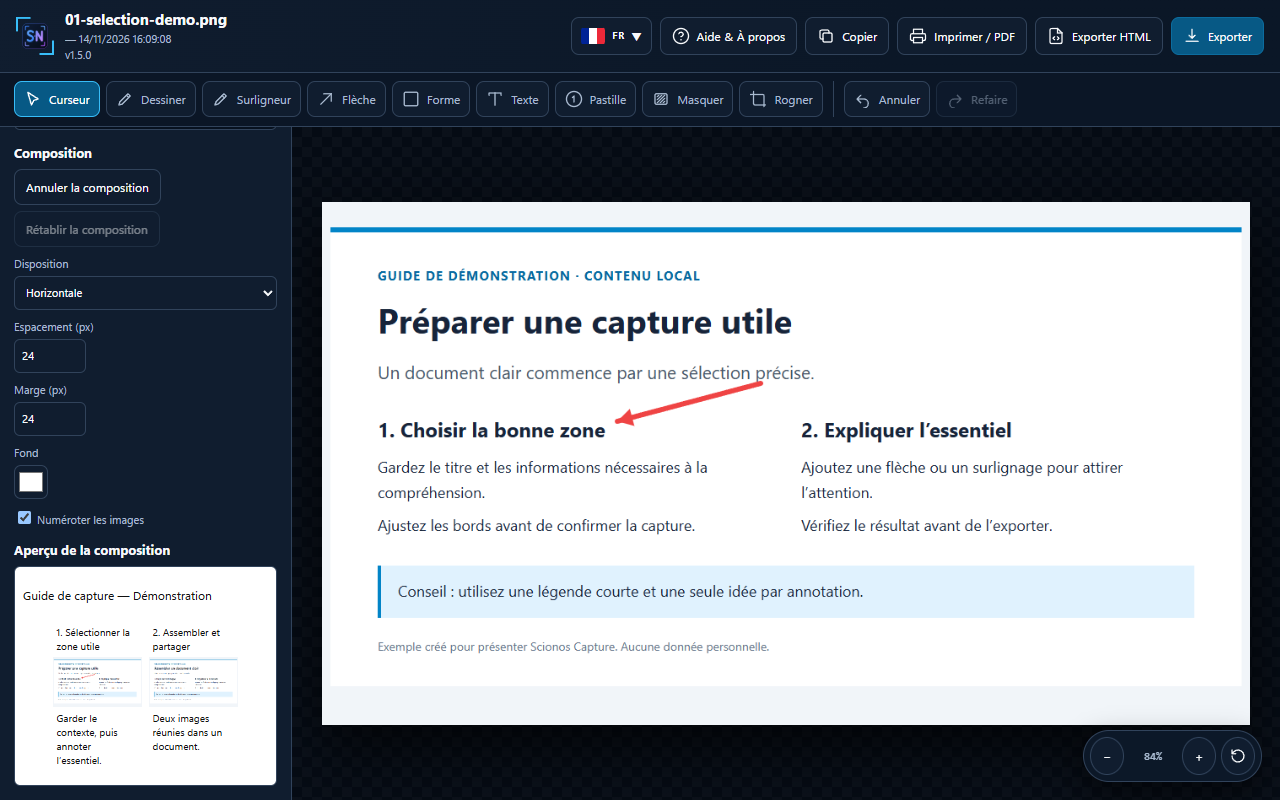 SN
01-selection-demo.png
— 14/11/2026 16:09:08
v1.5.0
FR ▼
Aide & À propos
Copier
Imprimer / PDF
Exporter HTML
Exporter
Curseur
Dessiner
Surligneur
Flèche
Forme
Texte
1 Pastille
Masquer
Rogner
Annuler
Refaire
Composition
Annuler la composition
Rétablir la composition
Disposition
Horizontale
Espacement (px)
24
Marge (px)
24
Fond
Numéroter les images
Aperçu de la composition
Guide de capture — Démonstration
1. Sélectionner la
zone utile
Garder le
contexte, puis
annoter
l’essentiel.
2. Assembler et
partager
Deux images
réunies dans un
document.
GUIDE DE DÉMONSTRATION · CONTENU LOCAL
Préparer une capture utile
Un document clair commence par une sélection précise.
1. Choisir la bonne zone
Gardez le titre et les informations nécessaires à la
compréhension.
Ajustez les bords avant de confirmer la capture.
2. Expliquer l’essentiel
Ajoutez une flèche ou un surlignage pour attirer
l’attention.
Vérifiez le résultat avant de l’exporter.
Conseil : utilisez une légende courte et une seule idée par annotation.
Exemple créé pour présenter Scionos Capture. Aucune donnée personnelle.
− 84% +